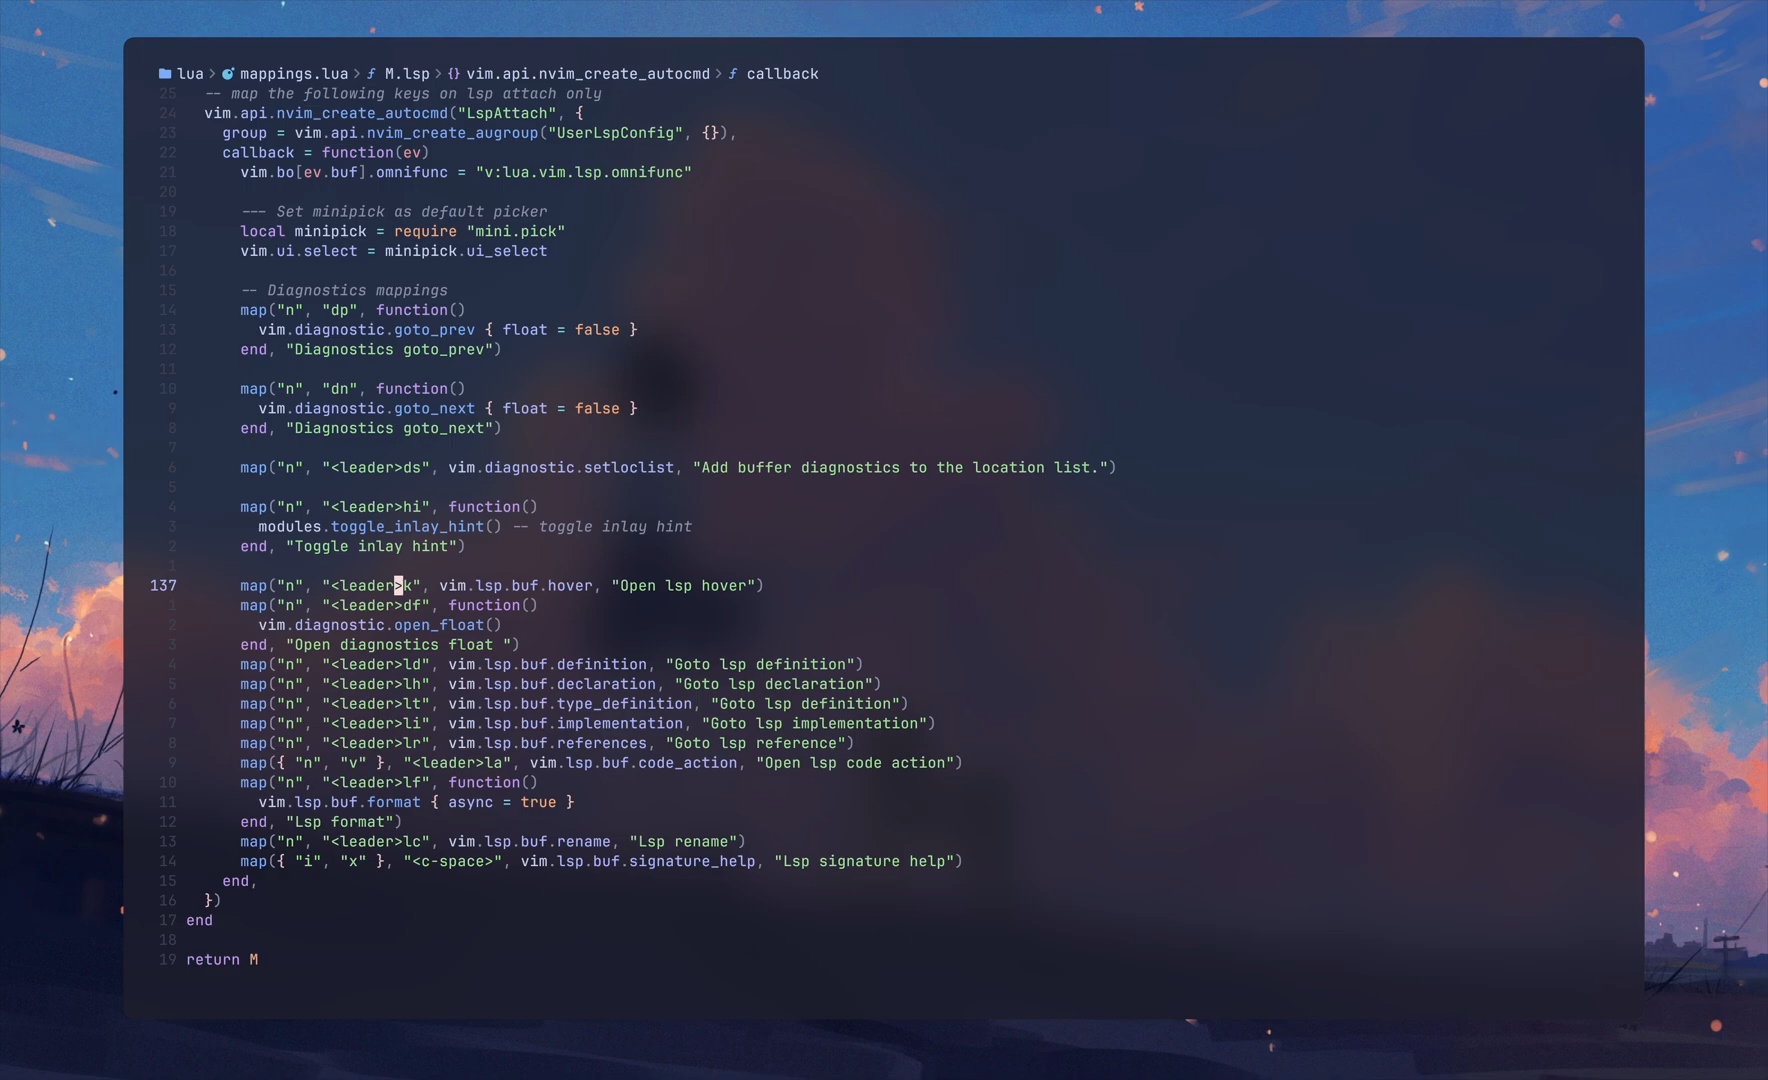 lua > mappings.lua > ƒ M.lsp > {} vim.api.nvim_create_autocmd > ƒ callback
25 -- map the following keys on lsp attach only
24 vim.api.nvim_create_autocmd("LspAttach", {
23 group = vim.api.nvim_create_augroup("UserLspConfig", {}),
22 callback = function(ev)
21 vim.bo[ev.buf].omnifunc = "v:lua.vim.lsp.omnifunc"
20
19 --- Set minipick as default picker
18 local minipick = require "mini.pick"
17 vim.ui.select = minipick.ui_select
16
15 -- Diagnostics mappings
14 map("n", "dp", function()
13 vim.diagnostic.goto_prev { float = false }
12 end, "Diagnostics goto_prev")
11
10 map("n", "dn", function()
9 vim.diagnostic.goto_next { float = false }
8 end, "Diagnostics goto_next")
7
6 map("n", "<leader>ds", vim.diagnostic.setloclist, "Add buffer diagnostics to the location list.")
5
4 map("n", "<leader>hi", function()
3 modules.toggle_inlay_hint() -- toggle inlay hint
2 end, "Toggle inlay hint")
1
137 map("n", "<leader>k", vim.lsp.buf.hover, "Open lsp hover")
1 map("n", "<leader>df", function()
2 vim.diagnostic.open_float()
3 end, "Open diagnostics float ")
4 map("n", "<leader>ld", vim.lsp.buf.definition, "Goto lsp definition")
5 map("n", "<leader>lh", vim.lsp.buf.declaration, "Goto lsp declaration")
6 map("n", "<leader>lt", vim.lsp.buf.type_definition, "Goto lsp definition")
7 map("n", "<leader>li", vim.lsp.buf.implementation, "Goto lsp implementation")
8 map("n", "<leader>lr", vim.lsp.buf.references, "Goto lsp reference")
9 map({ "n", "v" }, "<leader>la", vim.lsp.buf.code_action, "Open lsp code action")
10 map("n", "<leader>lf", function()
11 vim.lsp.buf.format { async = true }
12 end, "Lsp format")
13 map("n", "<leader>lc", vim.lsp.buf.rename, "Lsp rename")
14 map({ "i", "x" }, "<c-space>", vim.lsp.buf.signature_help, "Lsp signature help")
15 end,
16 })
17 end
18
19 return M